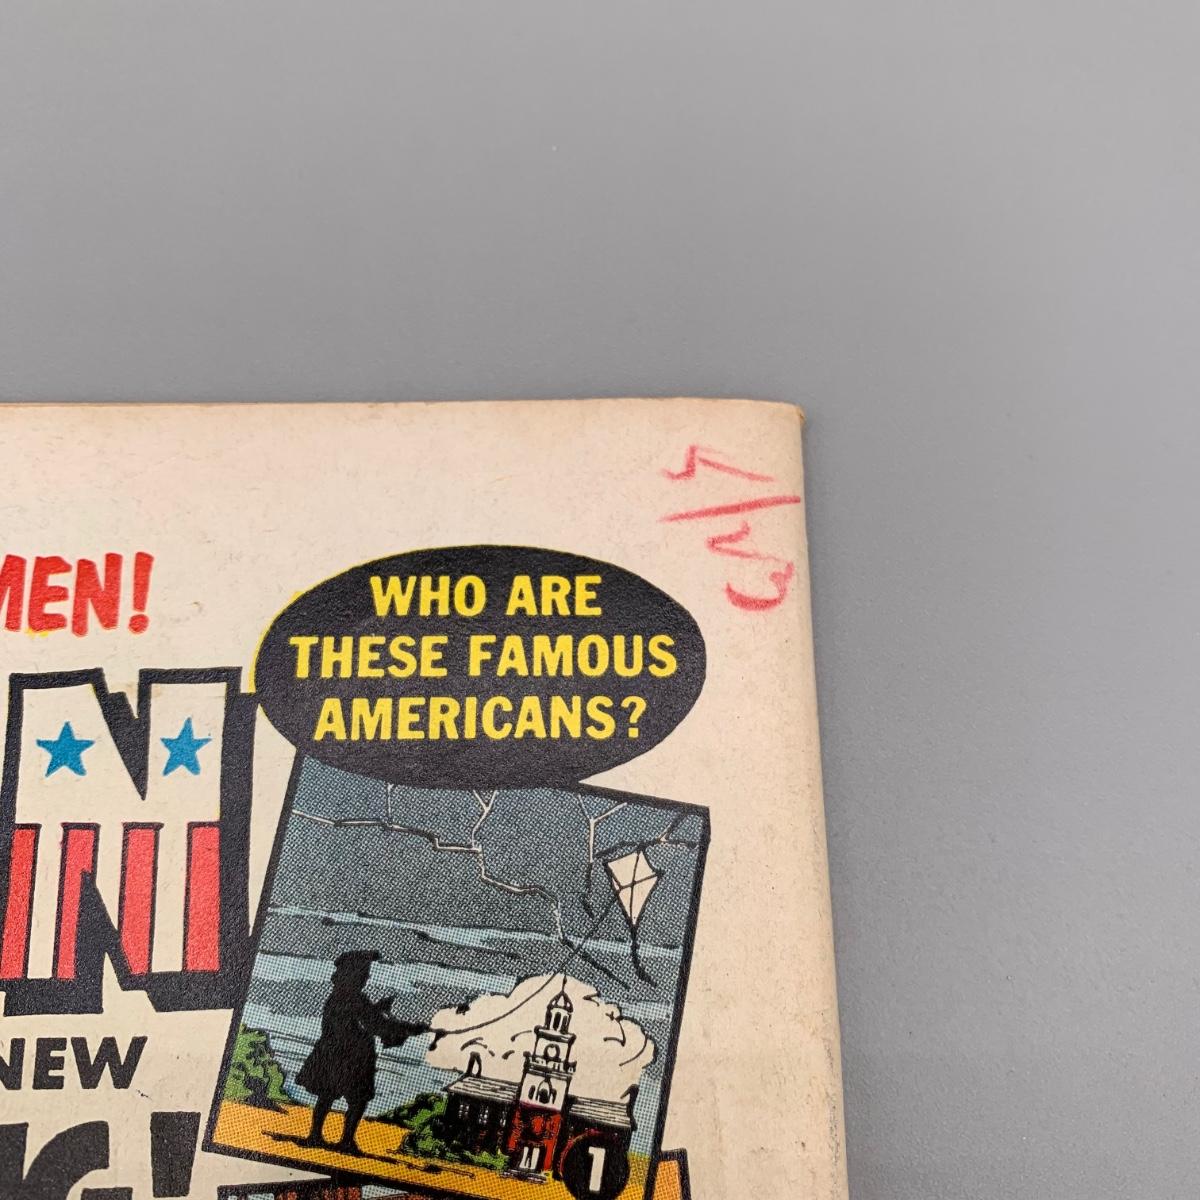 MEN!
WHO ARE
THESE FAMOUS
AMERICANS?
N
NEW
G!
1